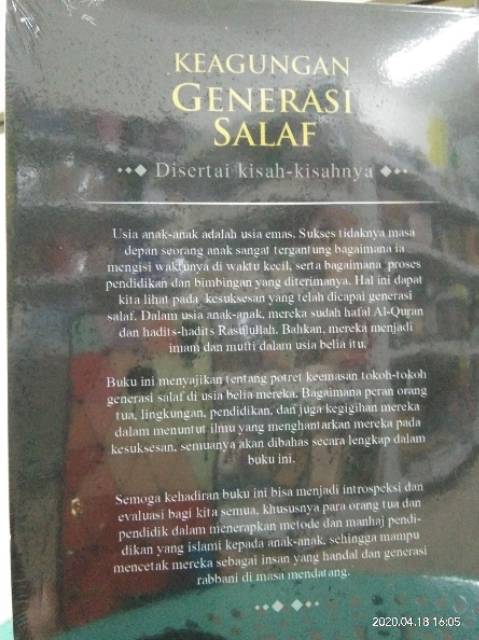 KEAGUNGAN
GENERASI
SALAF
Disertai kisah-kisahnya
Usia anak-anak adalah usia emas. Sukses tidaknya masa
depan seorang anak sangat tergantung bagaimana ia
mengisi waktunya di waktu kecil, serta bagaimana proses
pendidikan dan bimbingan yang diterimanya. Hal ini dapat
kita lihat pada kesuksesan yang telah dicapai generasi
salaf. Dalam usia anak-anak, mereka sudah hafal Al-Quran
dan hadits-hadits Rasulullah. Bahkan, mereka menjadi
imam dan mufti dalam usia belia itu.
Buku ini menyajikan tentang potret keemasan tokoh-tokoh
generasi salaf di usia belia mereka. Bagaimana peran orang
tua, lingkungan, pendidikan, dan juga kegigihan mereka
dalam menuntut ilmu yang menghantarkan mereka pada
kesuksesan, semuanya akan dibahas secara lengkap dalam
buku ini.
Semoga kehadiran buku ini bisa menjadi introspeksi dan
evaluasi bagi kita semua, khususnya para orang tua dan
pendidik dalam menerapkan metode dan manhaj pendi-
dikan yang islami kepada anak-anak, sehingga mampu
mencetak mereka sebagai insan yang handal dan generasi
rabbani di masa mendatang.
2020.04.18 16:05